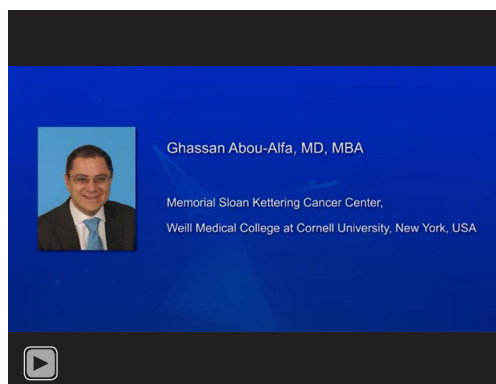 Ghassan Abou-Alfa, MD, MBA
Memorial Sloan Kettering Cancer Center,
Weill Medical College at Cornell University, New York, USA